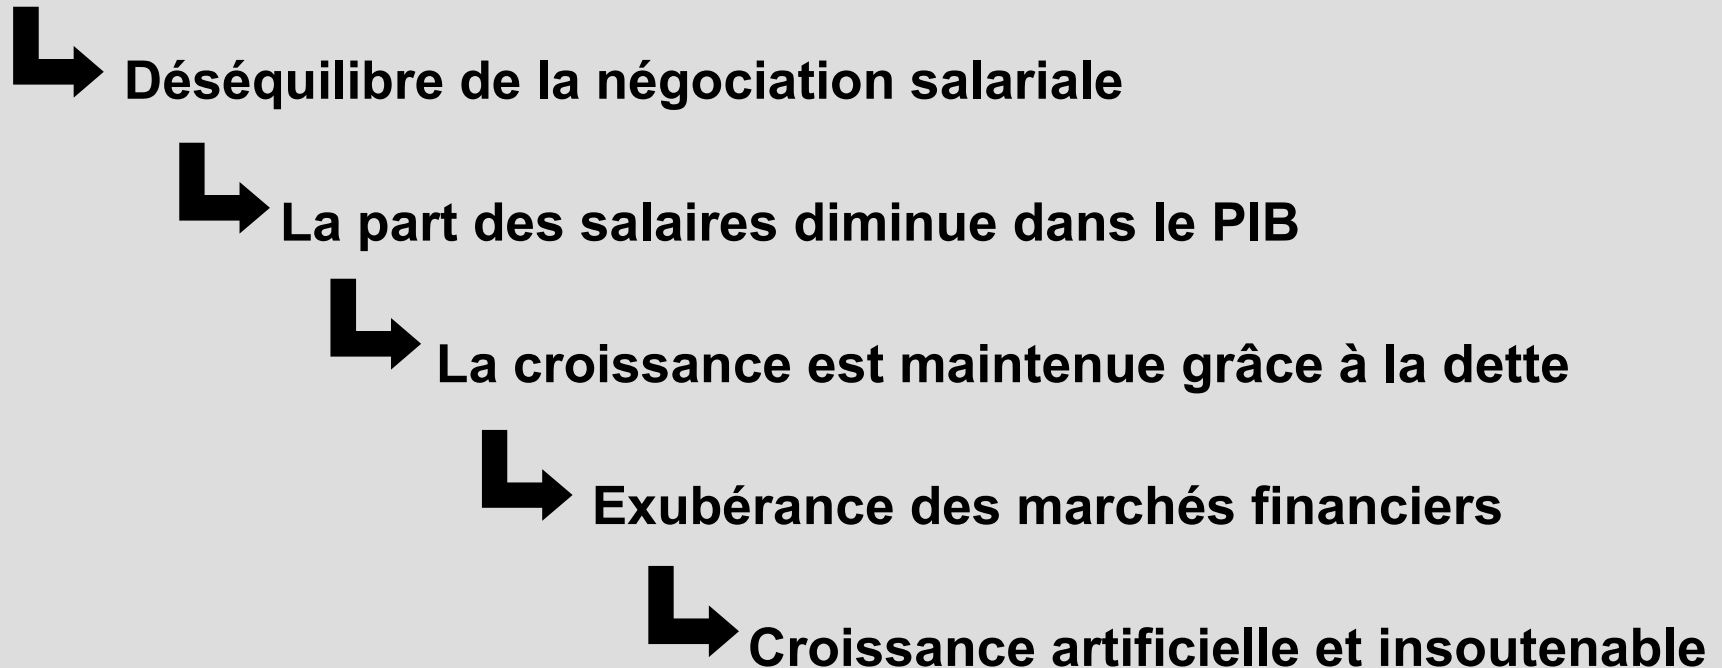 Déséquilibre de la négociation salariale
La part des salaires diminue dans le PIB
La croissance est maintenue grâce à la dette
Exubérance des marchés financiers
Croissance artificielle et insoutenable